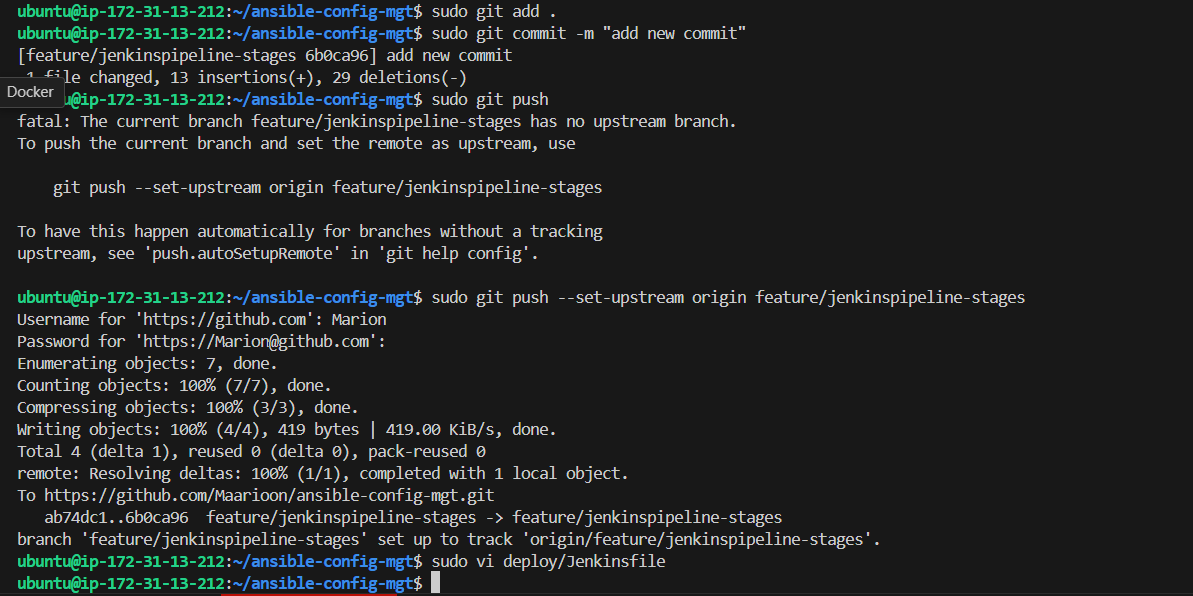 ubuntu@ip-172-31-13-212:~/ansible-config-mgt$ sudo git add .
ubuntu@ip-172-31-13-212:~/ansible-config-mgt$ sudo git commit -m "add new commit"
[feature/jenkinspipeline-stages 6b0ca96] add new commit
1 file changed, 13 insertions(+), 29 deletions(-)
Docker
u@ip-172-31-13-212:~/ansible-config-mgt$ sudo git push
fatal: The current branch feature/jenkinspipeline-stages has no upstream branch.
To push the current branch and set the remote as upstream, use
git push --set-upstream origin feature/jenkinspipeline-stages
To have this happen automatically for branches without a tracking
upstream, see 'push.autoSetupRemote' in 'git help config'.
ubuntu@ip-172-31-13-212:~/ansible-config-mgt$ sudo git push --set-upstream origin feature/jenkinspipeline-stages
Username for 'https://github.com': Marion
Password for 'https://Marion@github.com':
Enumerating objects: 7, done.
Counting objects: 100% (7/7), done.
Compressing objects: 100% (3/3), done.
Writing objects: 100% (4/4), 419 bytes | 419.00 KiB/s, done.
Total 4 (delta 1), reused 0 (delta 0), pack-reused 0
remote: Resolving deltas: 100% (1/1), completed with 1 local object.
To https://github.com/Maarioon/ansible-config-mgt.git
ab74dc1..6b0ca96  feature/jenkinspipeline-stages -> feature/jenkinspipeline-stages
branch 'feature/jenkinspipeline-stages' set up to track 'origin/feature/jenkinspipeline-stages'.
ubuntu@ip-172-31-13-212:~/ansible-config-mgt$ sudo vi deploy/Jenkinsfile
ubuntu@ip-172-31-13-212:~/ansible-config-mgt$